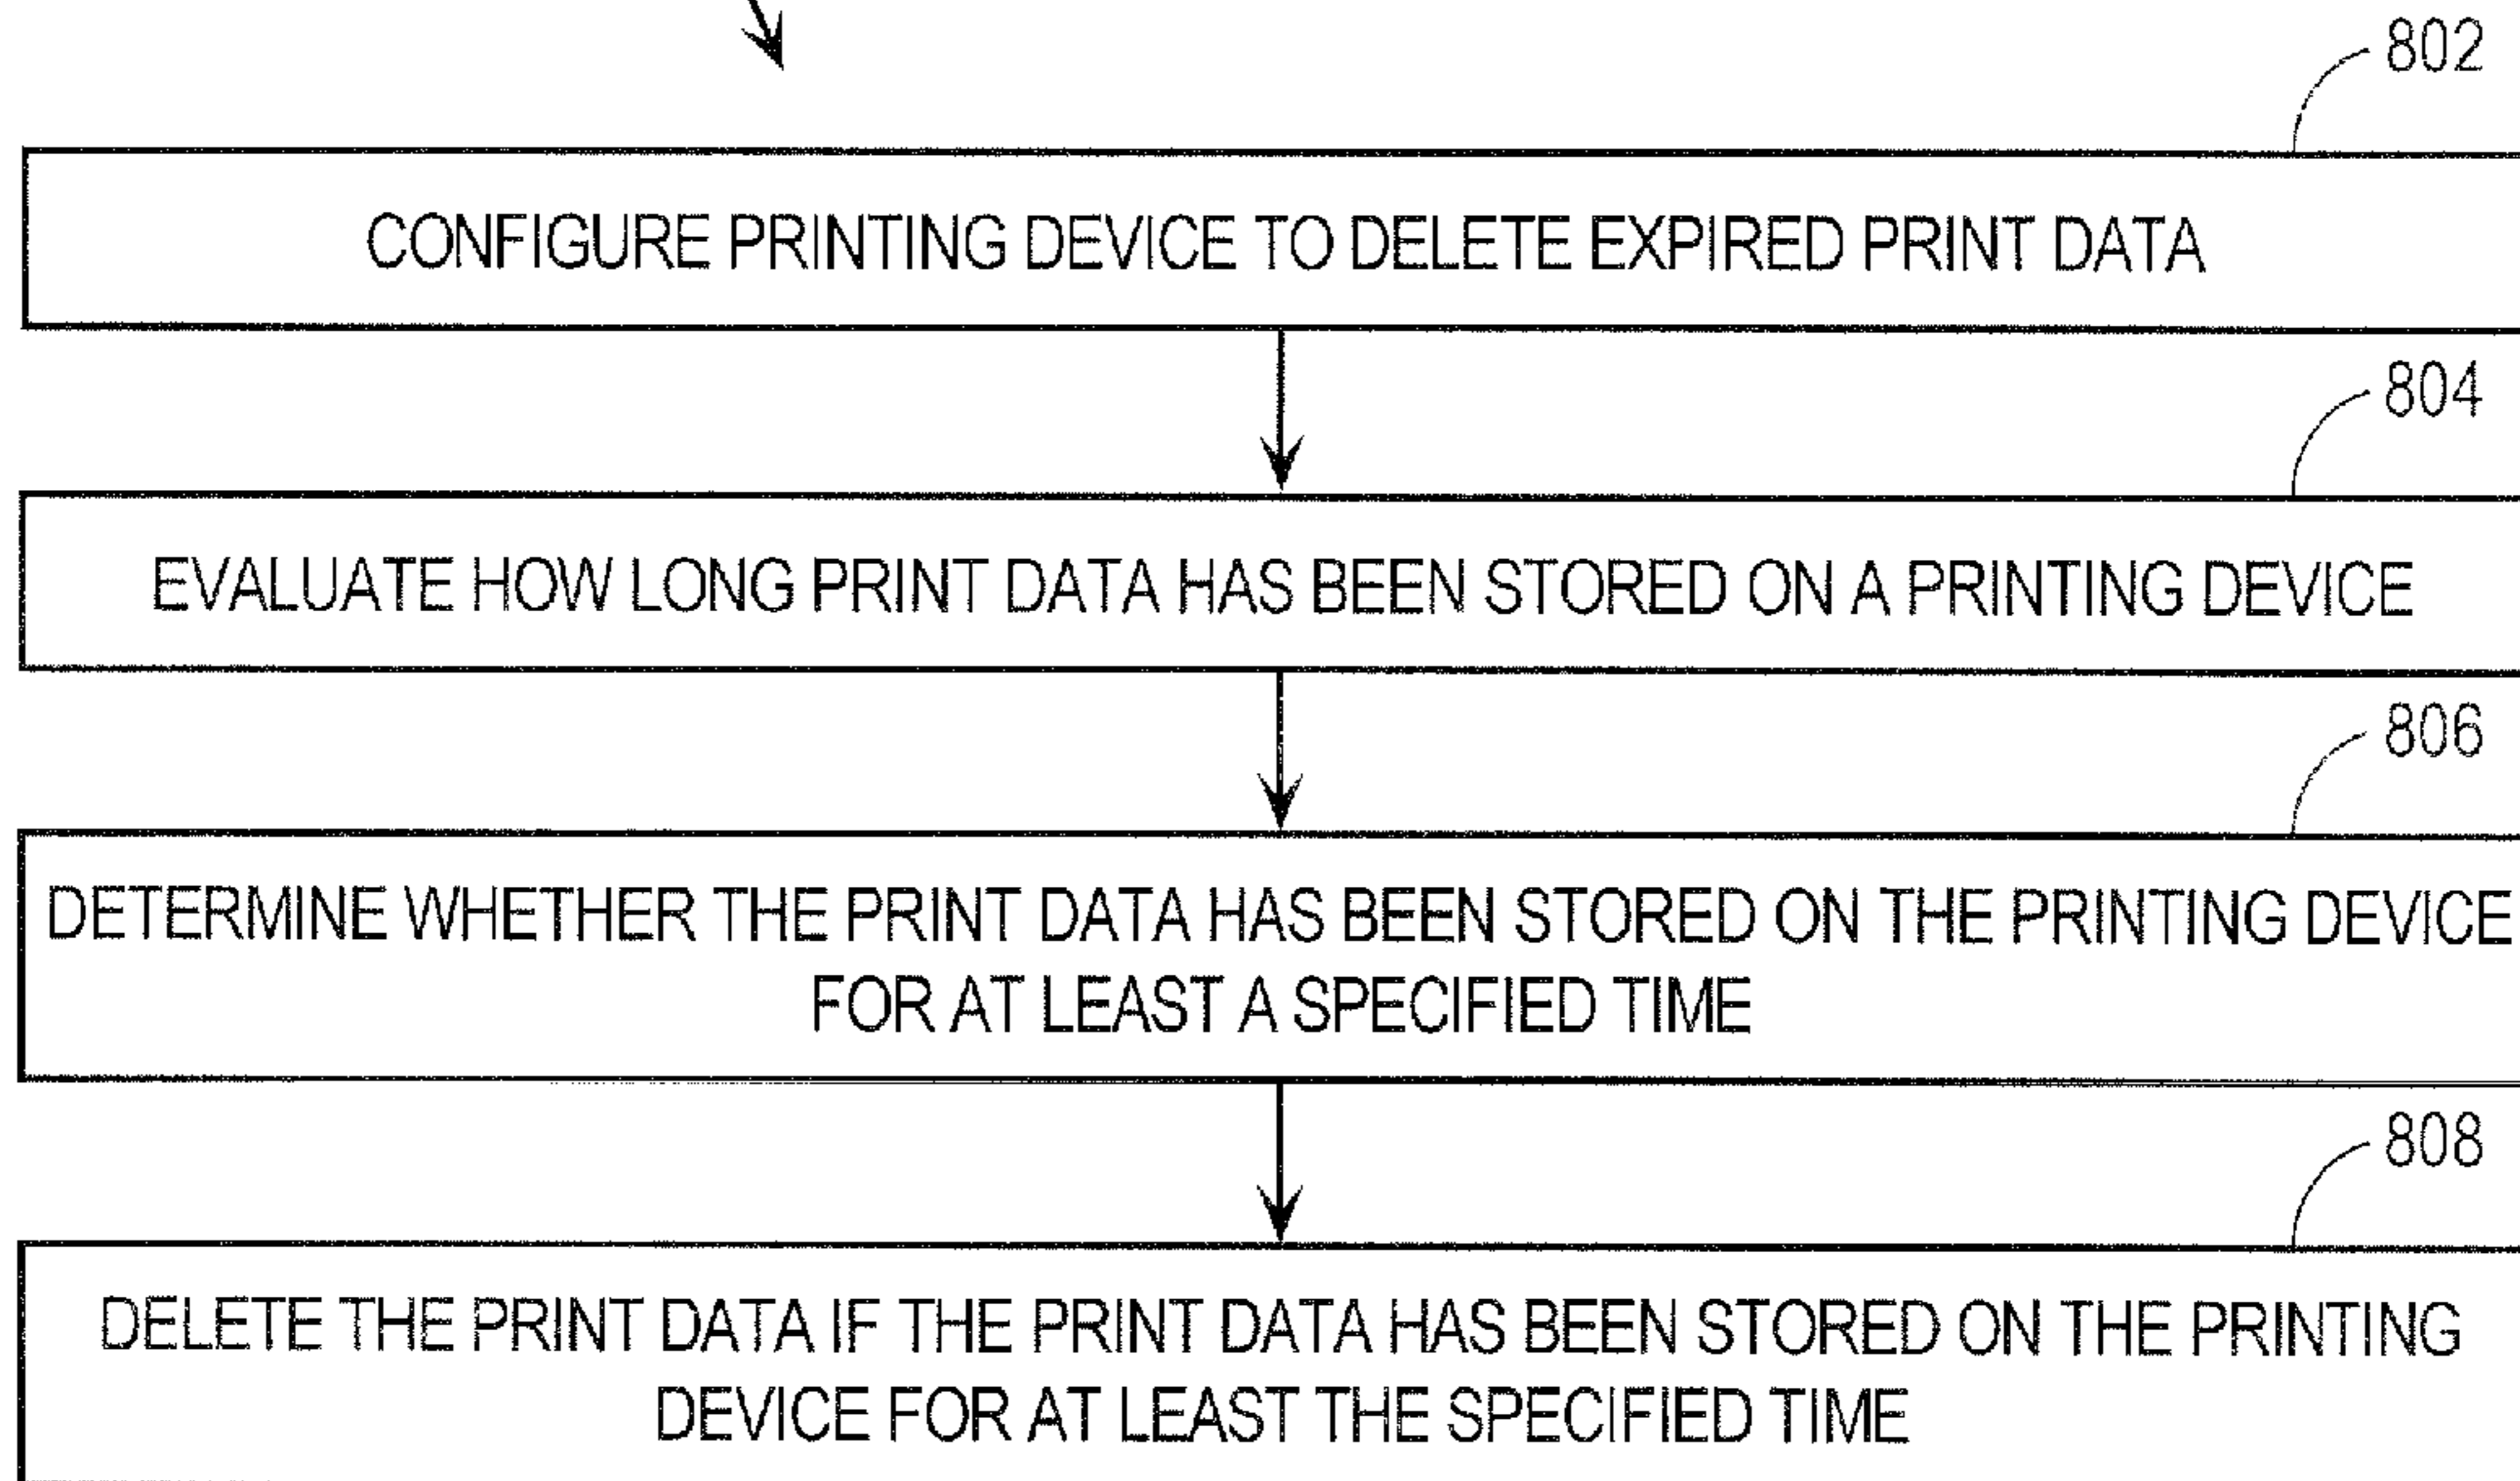 802
CONFIGURE PRINTING DEVICE TO DELETE EXPIRED PRINT DATA
804
EVALUATE HOW LONG PRINT DATA HAS BEEN STORED ON A PRINTING DEVICE
806
DETERMINE WHETHER THE PRINT DATA HAS BEEN STORED ON THE PRINTING DEVICE
FOR AT LEAST A SPECIFIED TIME
808
DELETE THE PRINT DATA IF THE PRINT DATA HAS BEEN STORED ON THE PRINTING
DEVICE FOR AT LEAST THE SPECIFIED TIME